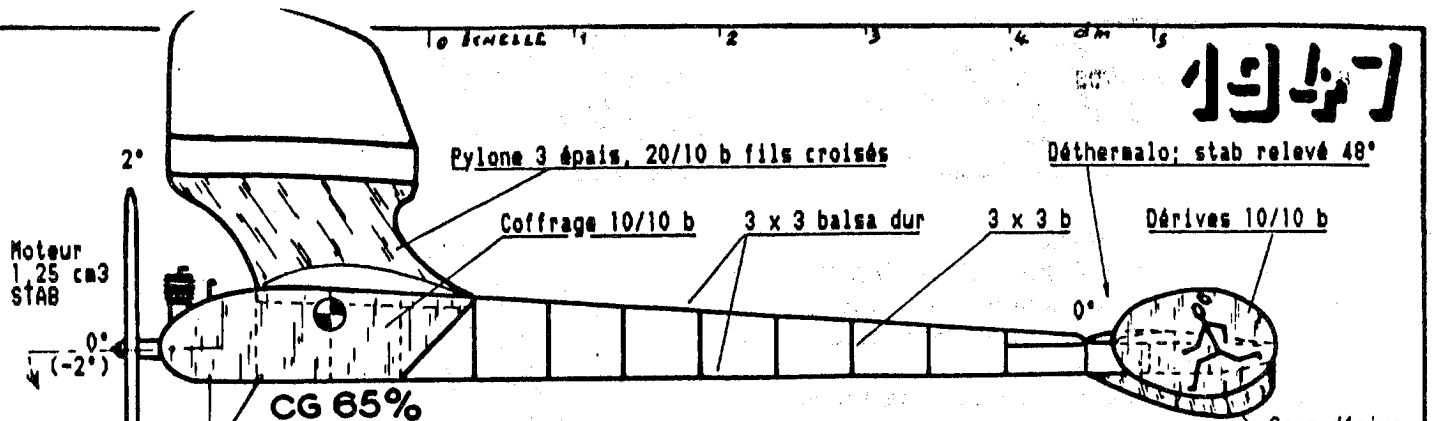 0 ECHELLE 1 2 3 4 dm 5
1947
2°
Pylone 3 épais, 20/10 b fils croisés
Déthermalo; stab relevé 48°
Coffrage 10/10 b
3 x 3 balsa dur
3 x 3 b
Dérives 10/10 b
Moteur
1,25 cm3
STAB
0°
0°
(-2°)
CG 65%